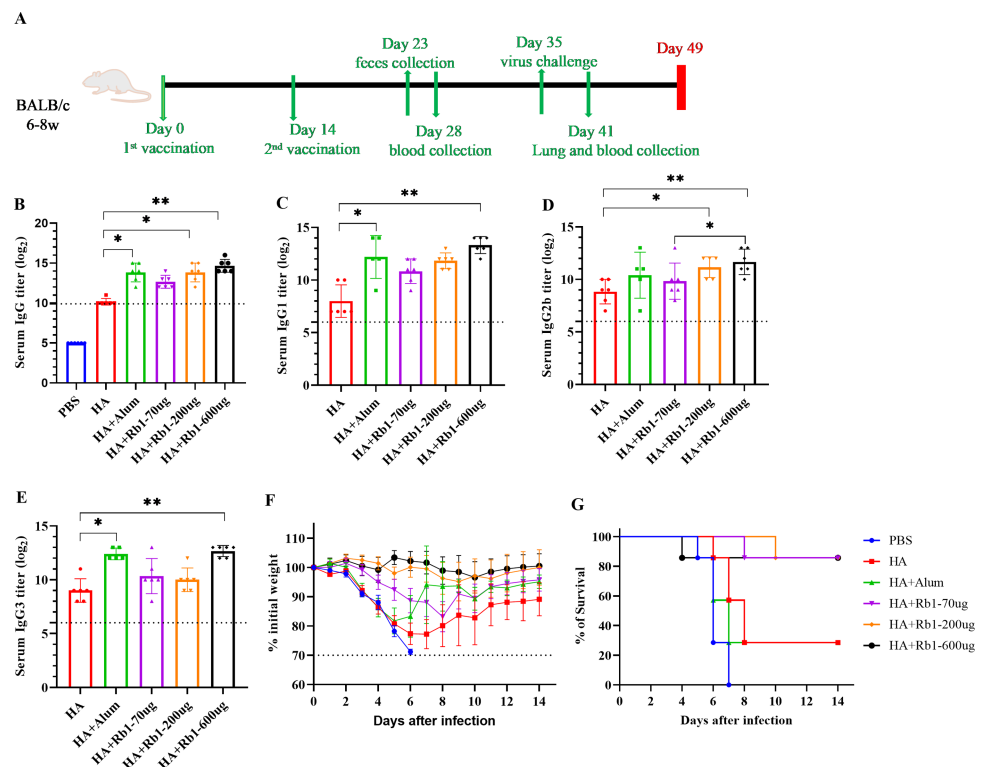 A
Day 23
feces collection
Day 35
virus challenge
Day 49
BALB/c
6-8w
Day 0
1st vaccination
Day 14
2nd vaccination
Day 28
blood collection
Day 41
Lung and blood collection
B
Serum IgG titer (log2)
20
15
10
5
0
**
*
*
PBS
HA
HA+Alum
HA+Rb1-70ug
HA+Rb1-200ug
HA+Rb1-600ug
C
Serum IgG1 titer (log2)
15
10
5
0
**
*
HA
HA+Alum
HA+Rb1-70ug
HA+Rb1-200ug
HA+Rb1-600ug
D
Serum IgG2b titer (log2)
15
10
5
0
**
*
*
HA
HA+Alum
HA+Rb1-70ug
HA+Rb1-200ug
HA+Rb1-600ug
E
Serum IgG3 titer (log2)
15
10
5
0
**
*
HA
HA+Alum
HA+Rb1-70ug
HA+Rb1-200ug
HA+Rb1-600ug
F
% initital weight
110
100
90
80
70
60
0 2 4 6 8 10 12 14
Days after infection
G
% of Survival
100
80
60
40
20
0
0 2 4 6 8 10 12 14
Days after infection
PBS
HA
HA+Alum
HA+Rb1-70ug
HA+Rb1-200ug
HA+Rb1-600ug